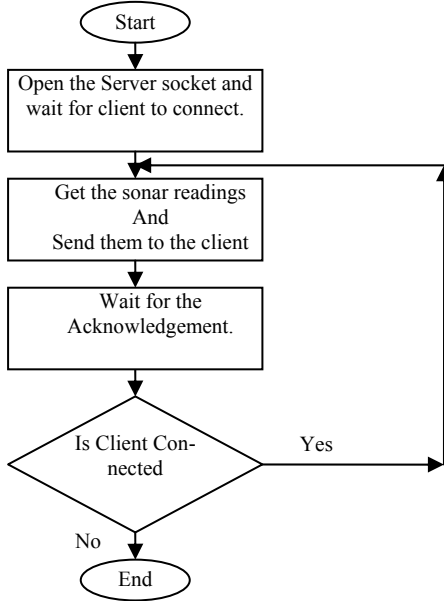 Start
Open the Server socket and
wait for client to connect.
Get the sonar readings
And
Send them to the client
Wait for the
Acknowledgement.
Is Client Con-
nected
Yes
No
End